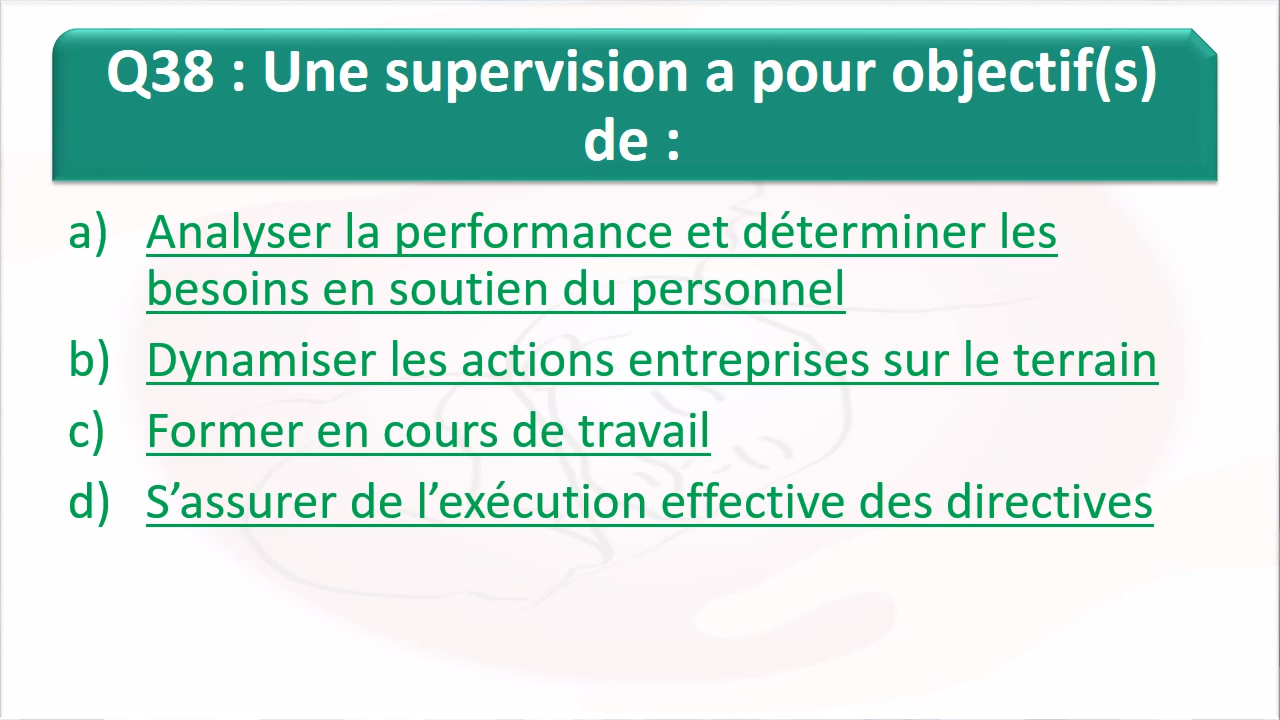 Q38 : Une supervision a pour objectif(s)
de :
a) Analyser la performance et déterminer les
besoins en soutien du personnel
b) Dynamiser les actions entreprises sur le terrain
c) Former en cours de travail
d) S’assurer de l’exécution effective des directives